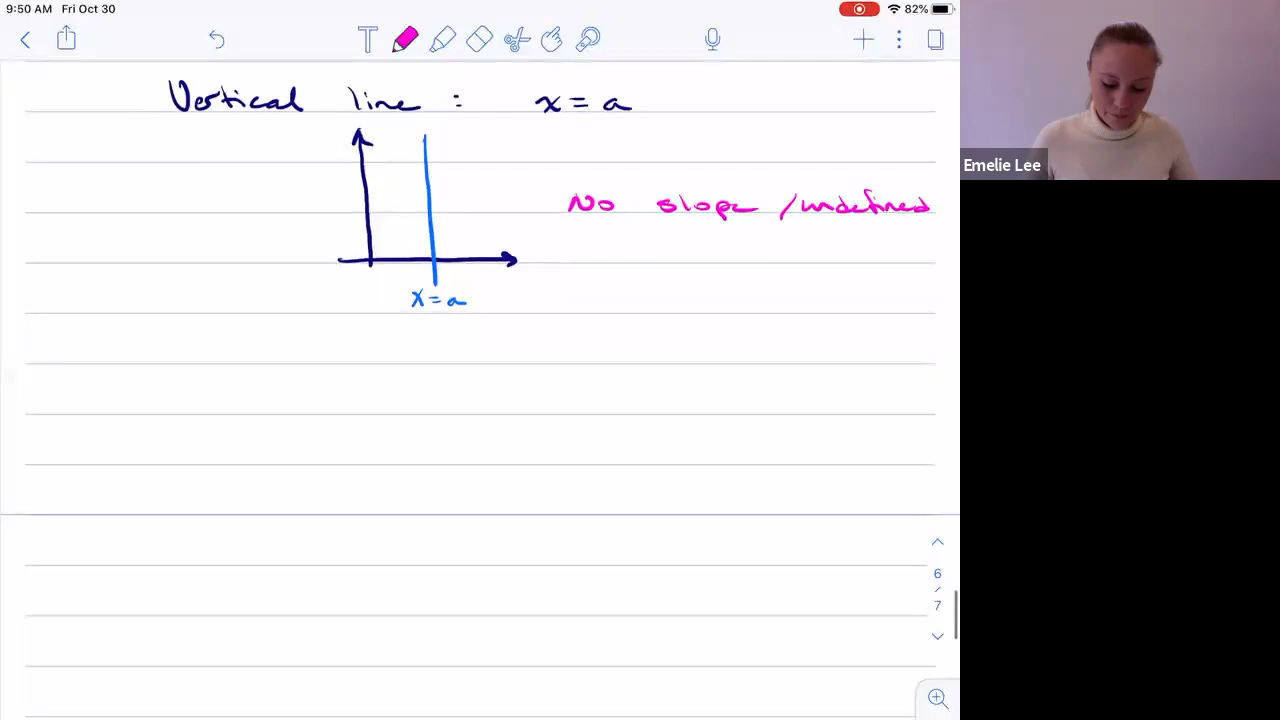 9:50 AM Fri Oct 30
82%
Vertical line : x = a
No slope /undefined
x = a
Emelie Lee
6
/
7
T